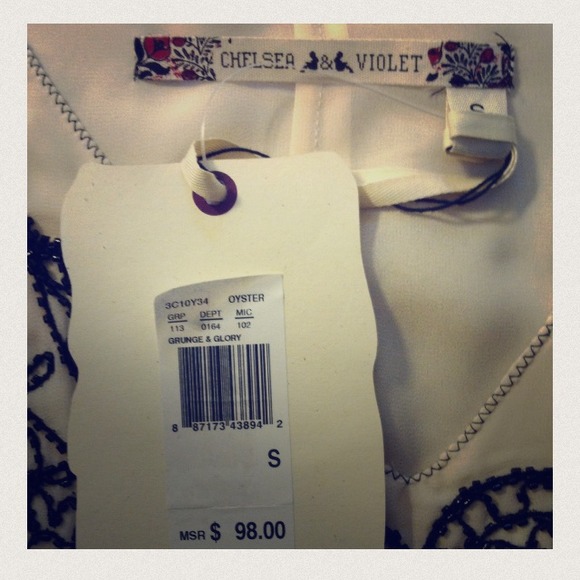 CHELSEA & VIOLET
S
3C10Y34 OYSTER
GRP DEPT MIC
113 0164 102
GRUNGE & GLORY
8 87173 43894 2
S
MSR $ 98.00